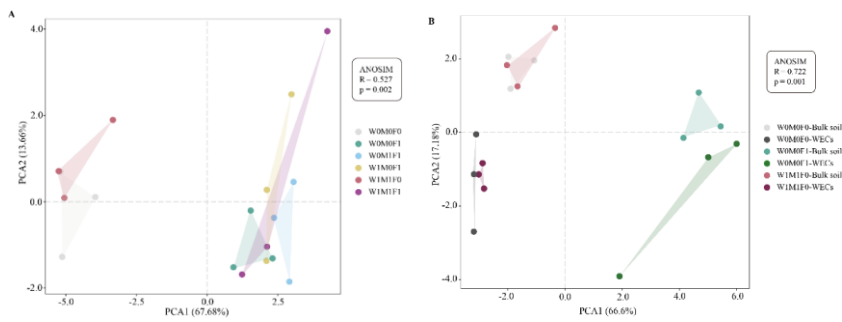 A
4.0
2.0
0.0
-2.0
PCA2 (13.66%)
-5.0
0.0
2.5
PCA1 (67.68%)
ANOSIM
R = 0.527
p = 0.002
W0M0F0
W0M0F1
W0M1F1
W1M0F1
W1M1F0
W1M1F1
B
2.0
0.0
-2.0
-4.0
PCA2 (17.18%)
-2.0
0.0
2.0
4.0
6.0
PCA1 (66.6%)
ANOSIM
R = 0.722
p = 0.001
W0M0F0-Bulk soil
W0M0F0-WECs
W0M0F1-Bulk soil
W0M0F1-WECs
W1M1F0-Bulk soil
W1M1F0-WECs